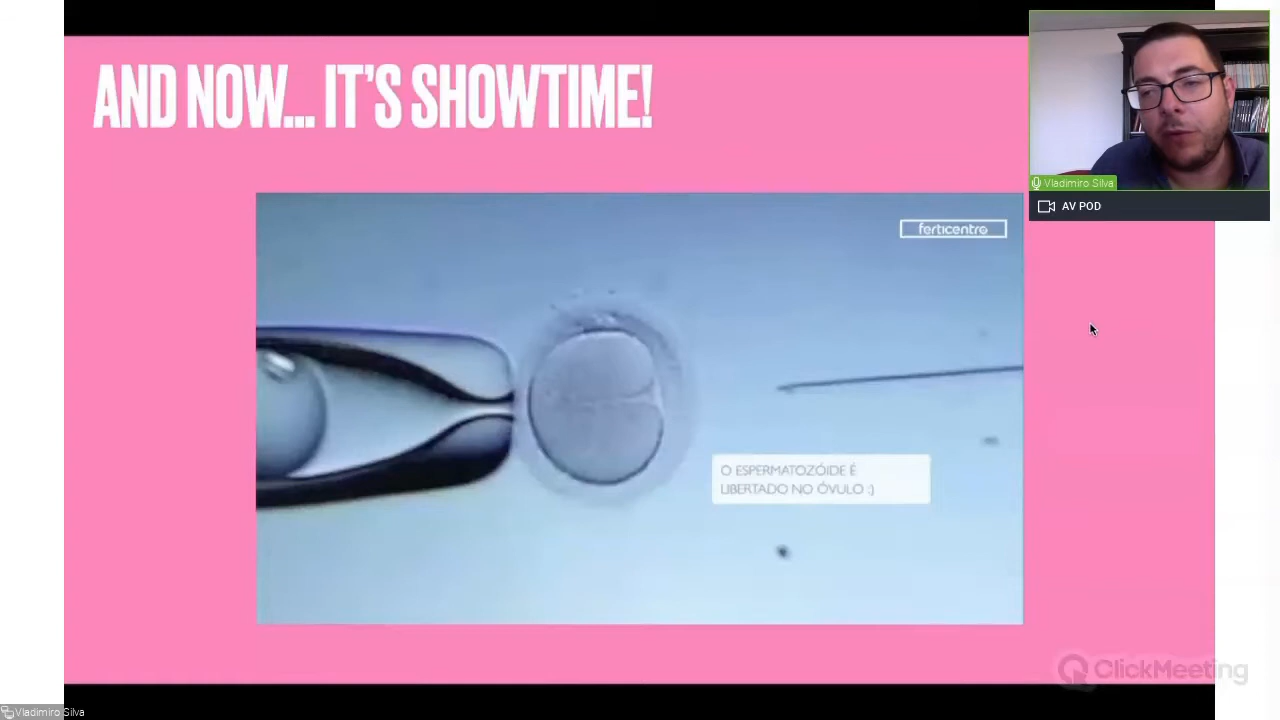 AND NOW... IT'S SHOWTIME!
ferticentro
O ESPERMATOZÓIDE É
LIBERTADO NO ÓVULO :)
Vladimiro Silva
AV POD
ClickMeeting
Vladimiro Silva